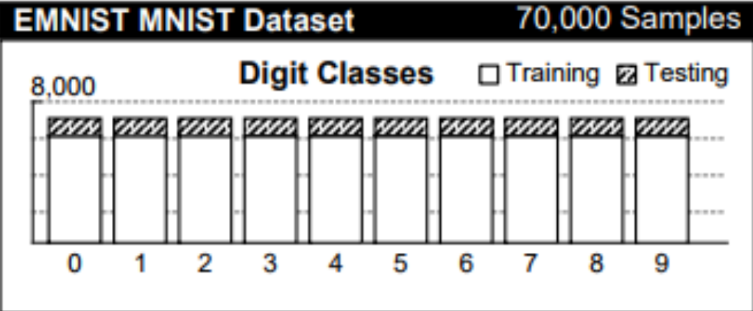 EMNIST MNIST Dataset 70,000 Samples
Digit Classes Training Testing
8,000
0 1 2 3 4 5 6 7 8 9